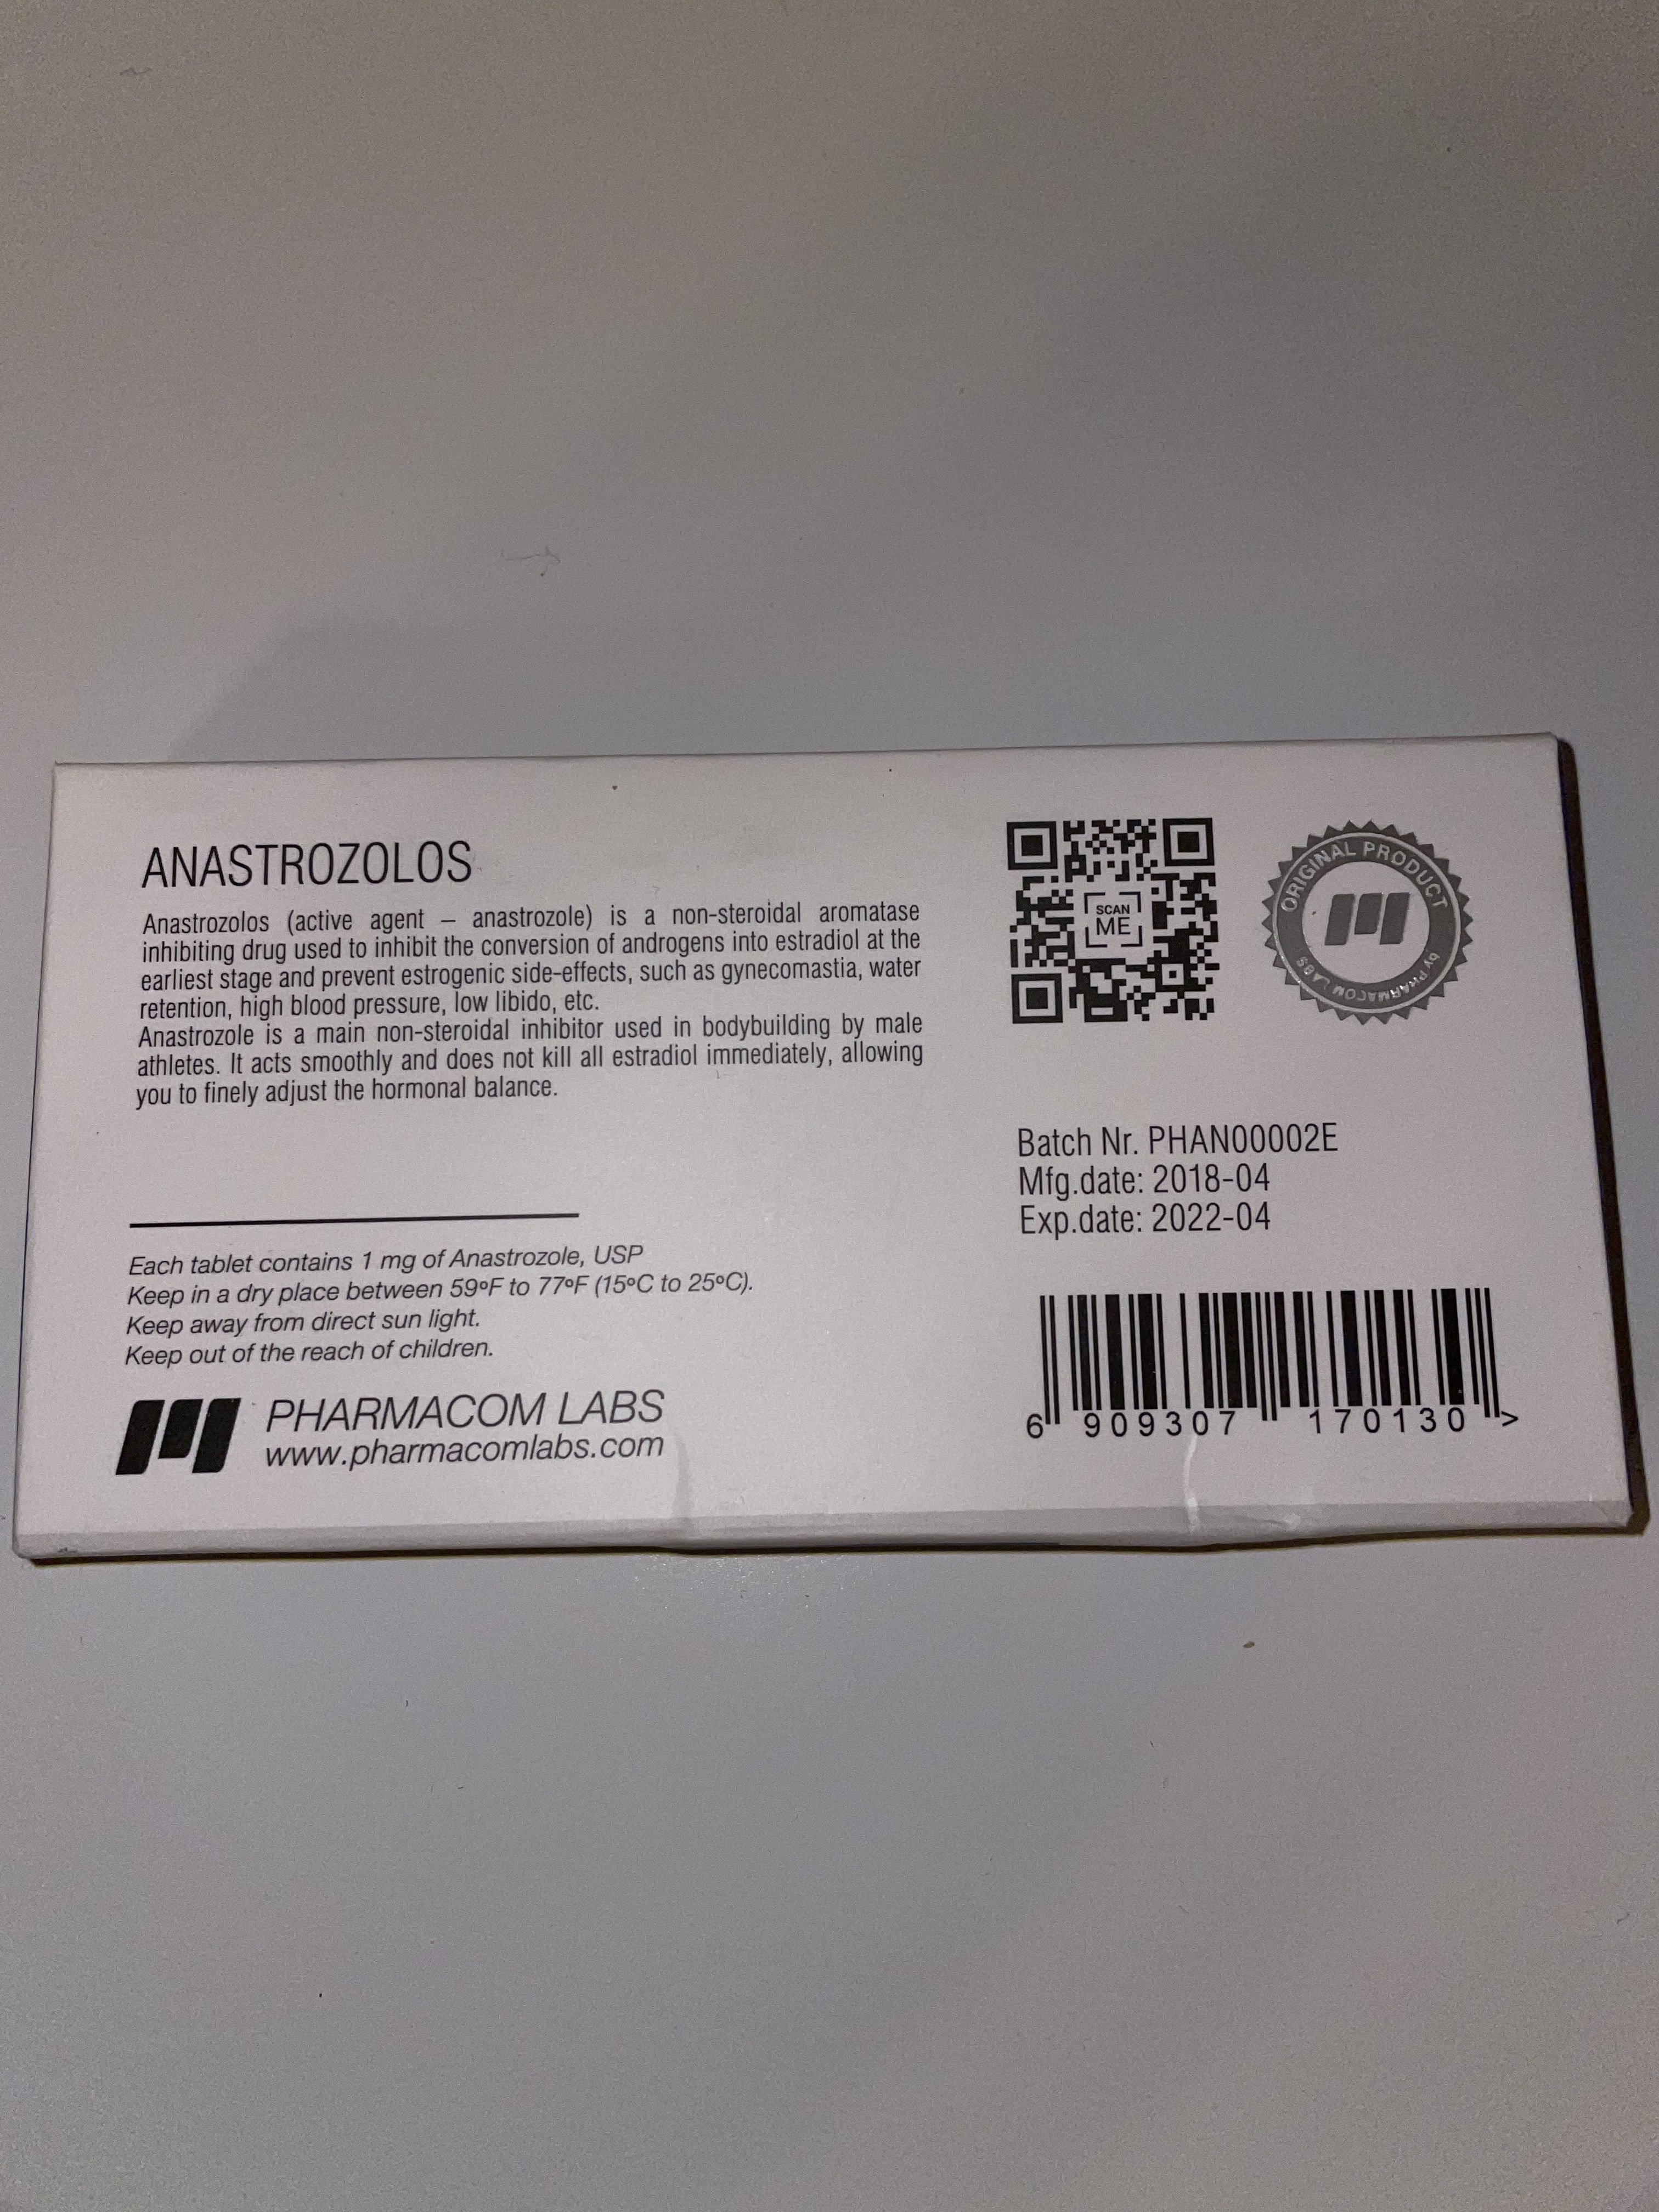 ANASTROZOLOS
Anastrozolos (active agent – anastrozole) is a non-steroidal aromatase
inhibiting drug used to inhibit the conversion of androgens into estradiol at the
earliest stage and prevent estrogenic side-effects, such as gynecomastia, water
retention, high blood pressure, low libido, etc.
Anastrozole is a main non-steroidal inhibitor used in bodybuilding by male
athletes. It acts smoothly and does not kill all estradiol immediately, allowing
you to finely adjust the hormonal balance.
Each tablet contains 1 mg of Anastrozole, USP
Keep in a dry place between 59ºF to 77ºF (15ºC to 25ºC).
Keep away from direct sun light.
Keep out of the reach of children.
PHARMACOM LABS
www.pharmacomlabs.com
SCAN
ME
ORIGINAL PRODUCT
by PHARMACOM LABS
Batch Nr. PHAN00002E
Mfg.date: 2018-04
Exp.date: 2022-04
6 909307 170130 >